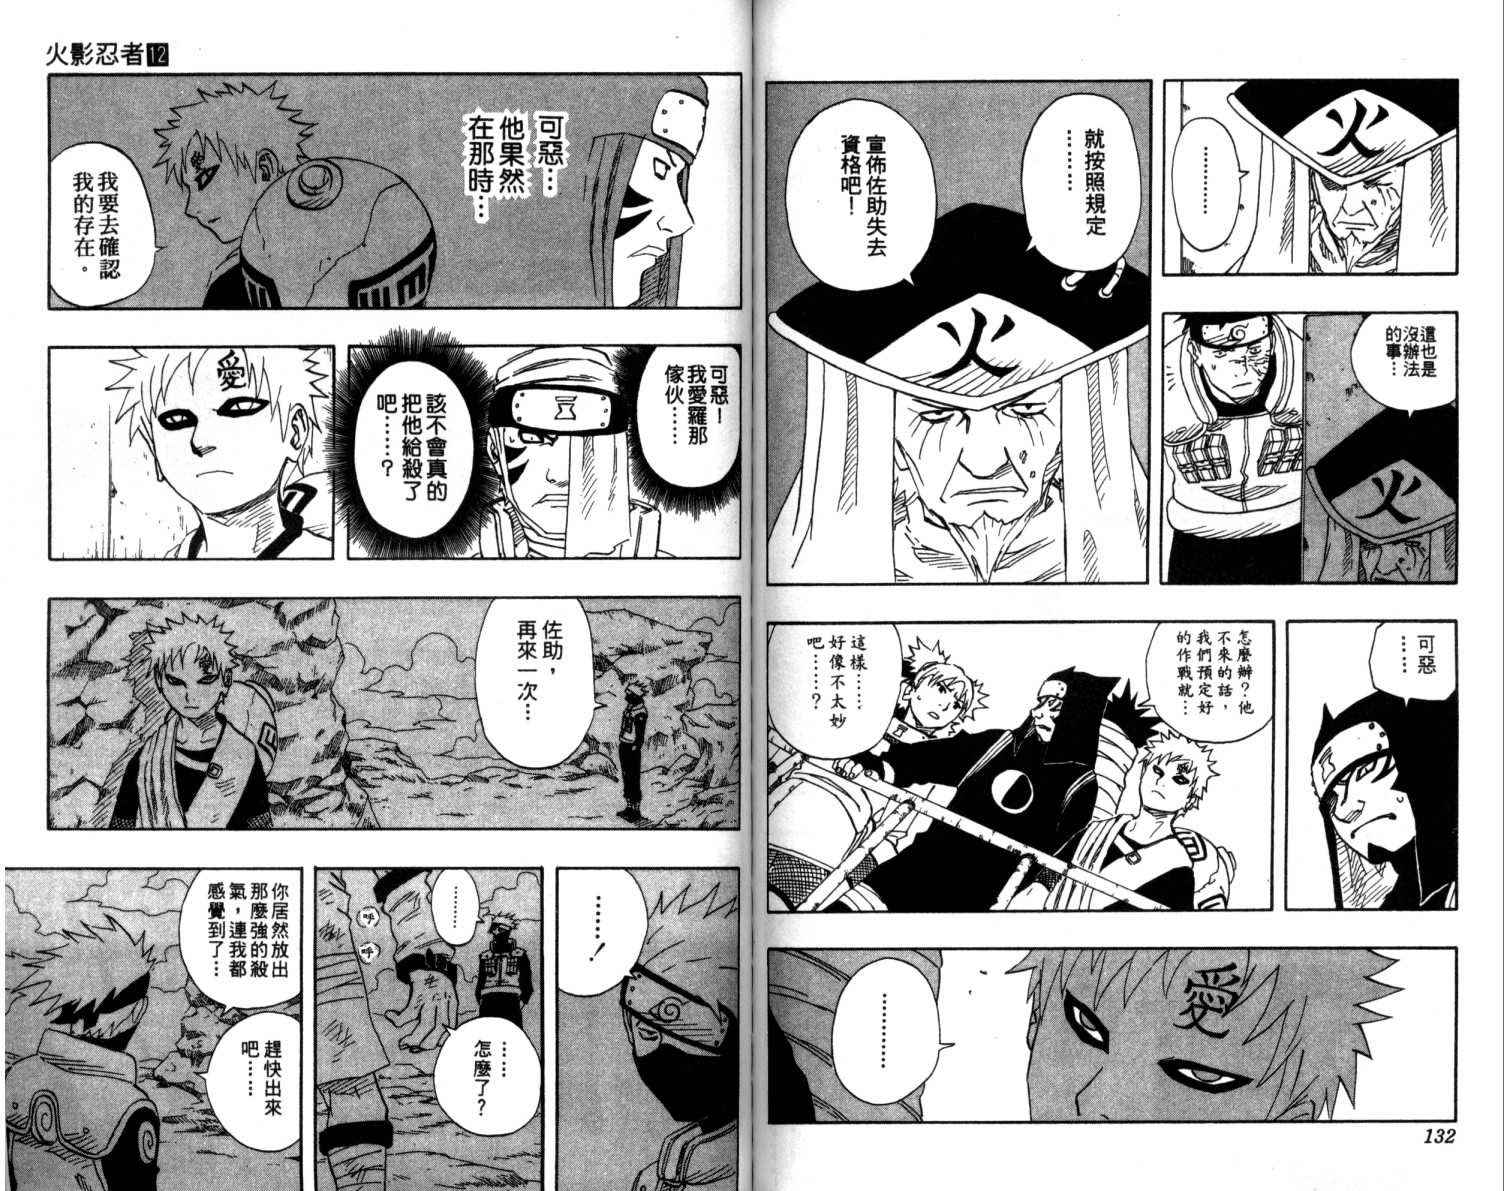 火
………
這也是
沒辦法
的事…
火
就按照規定
………
宣佈佐助失去
資格吧！
火
可惡
……
怎麼辦？他
不來的話，
我們預定好
的作戰就…
這樣………
好像不太妙
吧……？
愛
………
132
火影忍者12
可惡…
他果然
在那時…
我要去確認
我的存在。
可惡！
我愛羅那
傢伙……
該不會真的
把他給殺了
吧……？
愛
佐助，
再來一次…
……！
………
呼
呼
……
怎麼了？
你居然放出
那麼強的殺
氣，連我都
感覺到了…
趕快出來
吧……